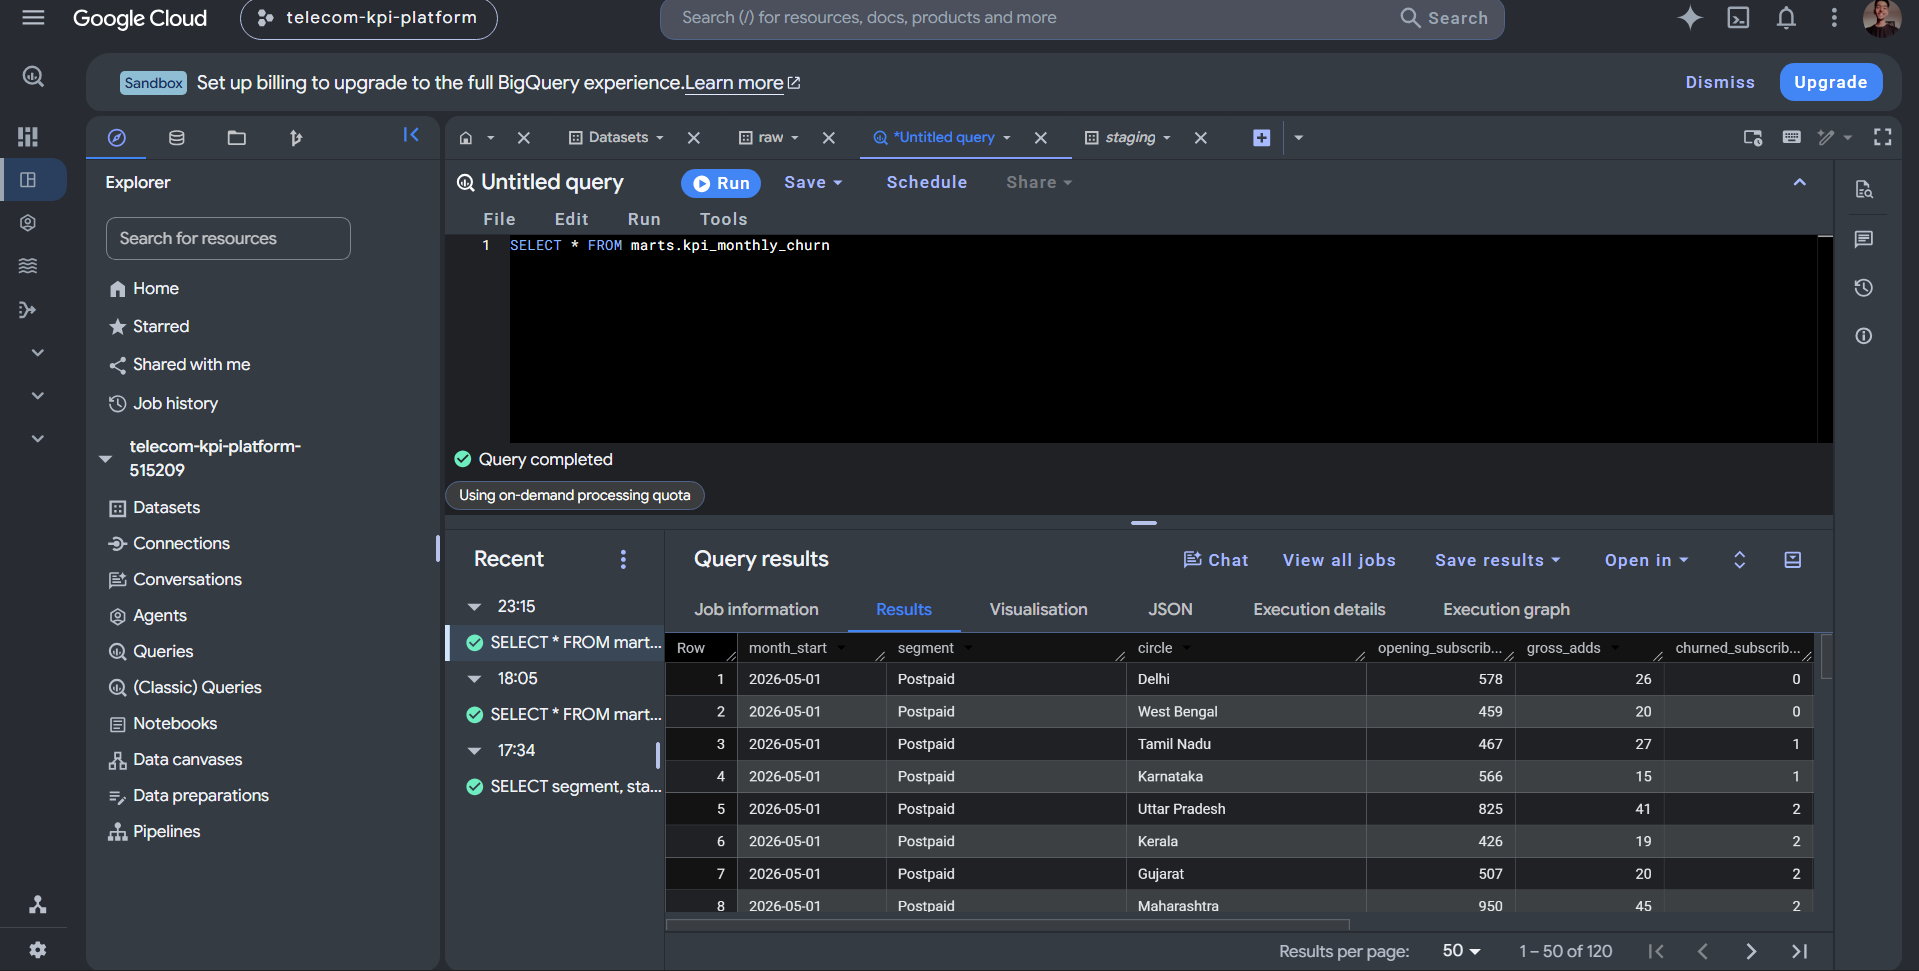 Google Cloud
telecom-kpi-platform
Search (/) for resources, docs, products and more
Search
Sandbox Set up billing to upgrade to the full BigQuery experience. Learn more
Dismiss
Upgrade
Datasets
raw
*Untitled query
staging
Explorer
Search for resources
Home
Starred
Shared with me
Job history
telecom-kpi-platform-
515209
Datasets
Connections
Conversations
Agents
Queries
(Classic) Queries
Notebooks
Data canvases
Data preparations
Pipelines
Untitled query
Run
Save
Schedule
Share
File Edit Run Tools
1 SELECT * FROM marts.kpi_monthly_churn
Query completed
Using on-demand processing quota
Recent
23:15
SELECT * FROM mart...
18:05
SELECT * FROM mart...
17:34
SELECT segment, sta...
Query results
Chat
View all jobs
Save results
Open in
Job information Results Visualisation JSON Execution details Execution graph
Row month_start segment circle opening_subscrib... gross_adds churned_subscrib...
1 2026-05-01 Postpaid Delhi 578 26 0
2 2026-05-01 Postpaid West Bengal 459 20 0
3 2026-05-01 Postpaid Tamil Nadu 467 27 1
4 2026-05-01 Postpaid Karnataka 566 15 1
5 2026-05-01 Postpaid Uttar Pradesh 825 41 2
6 2026-05-01 Postpaid Kerala 426 19 2
7 2026-05-01 Postpaid Gujarat 507 20 2
8 2026-05-01 Postpaid Maharashtra 950 45 2
Results per page: 50 1 – 50 of 120